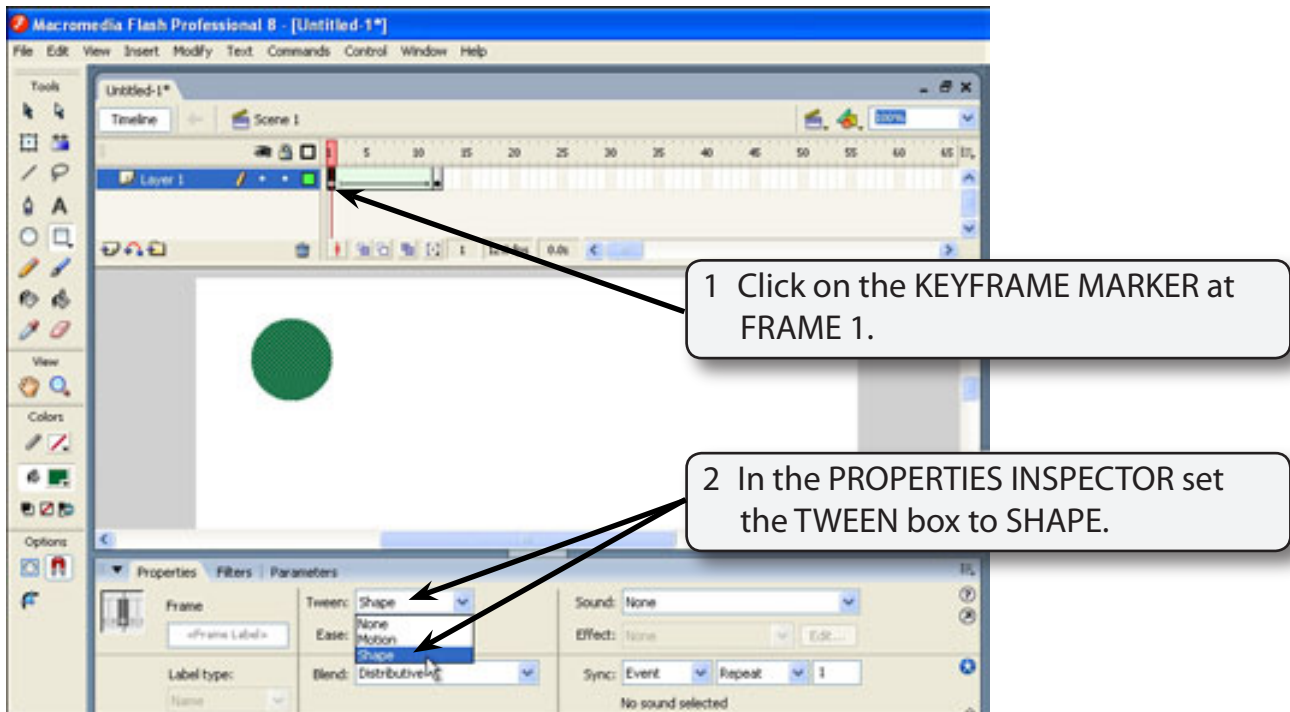 Macromedia Flash Professional 8 - [Untitled-1*]
File Edit View Insert Modify Text Commands Control Window Help
Tools
Untitled-1*
Timeline
Scene 1
100%
1 5 10 15 20 25 30 35 40 45 50 55 60 65
Layer 1
1 0.0s
1 Click on the KEYFRAME MARKER at
FRAME 1.
View
Colors
2 In the PROPERTIES INSPECTOR set
the TWEEN box to SHAPE.
Options
Properties Filters Parameters
Frame
<Frame Label>
Label type:
Name
Tween: Shape
None
Motion
Shape
Ease:
Blend: Distributive
Sound: None
Effect: None Edit...
Sync: Event Repeat 1
No sound selected